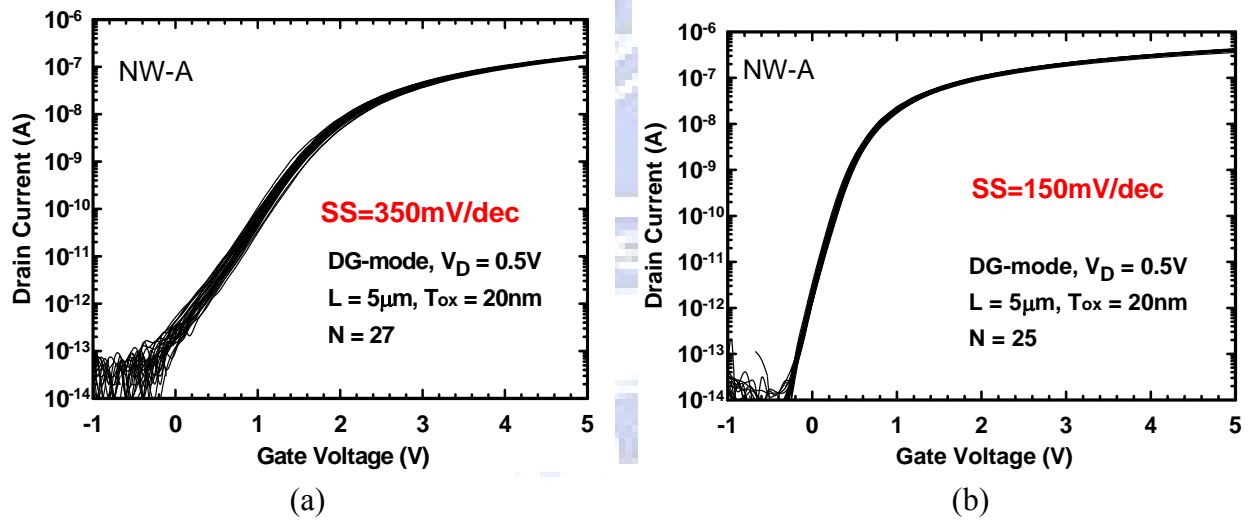 10⁻⁶
10⁻⁷
10⁻⁸
10⁻⁹
10⁻¹⁰
10⁻¹¹
10⁻¹²
10⁻¹³
10⁻¹⁴
Drain Current (A)
NW-A
SS=350mV/dec
DG-mode, V_D = 0.5V
L = 5μm, Tox = 20nm
N = 27
-1 0 1 2 3 4 5
Gate Voltage (V)
(a)
10⁻⁶
10⁻⁷
10⁻⁸
10⁻⁹
10⁻¹⁰
10⁻¹¹
10⁻¹²
10⁻¹³
10⁻¹⁴
Drain Current (A)
NW-A
SS=150mV/dec
DG-mode, V_D = 0.5V
L = 5μm, Tox = 20nm
N = 25
-1 0 1 2 3 4 5
Gate Voltage (V)
(b)